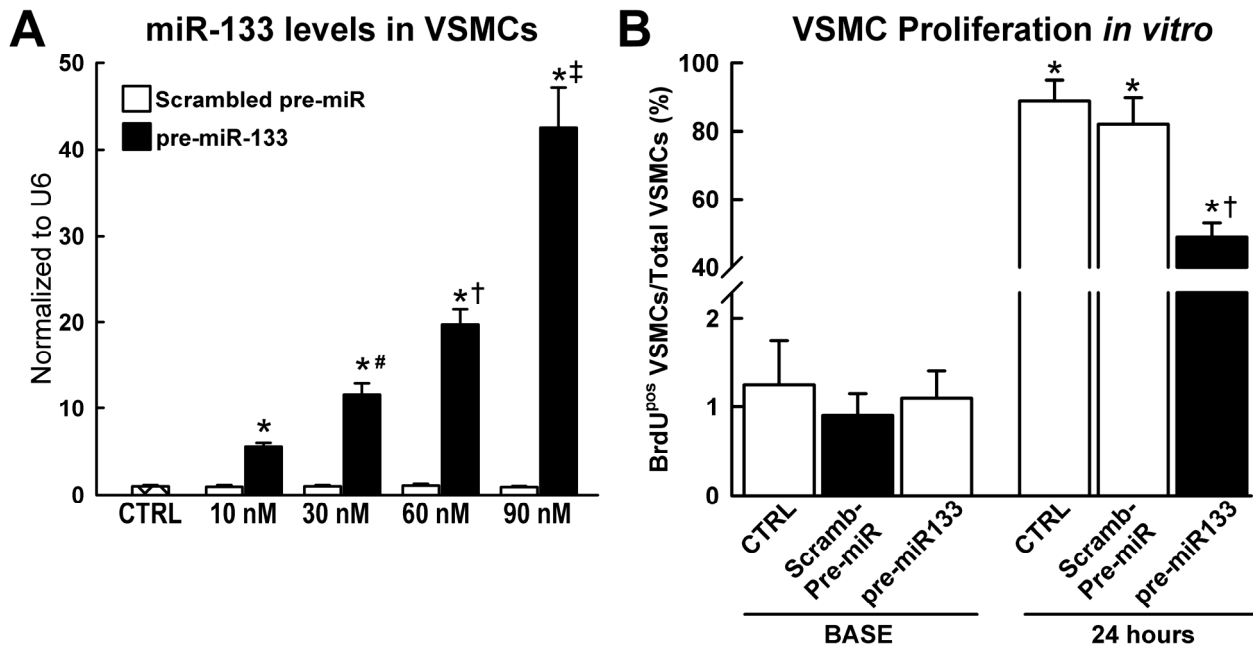 A miR-133 levels in VSMCs
50
40
30
20
10
0
Normalized to U6
Scrambled pre-miR
pre-miR-133
*
*#
*†
*‡
CTRL 10 nM 30 nM 60 nM 90 nM
B VSMC Proliferation in vitro
100
80
60
40
2
1
0
BrdUpos VSMCs/Total VSMCs (%)
*
*
*†
CTRL
Scramb-
Pre-miR
pre-miR133
CTRL
Scramb-
Pre-miR
pre-miR133
BASE
24 hours